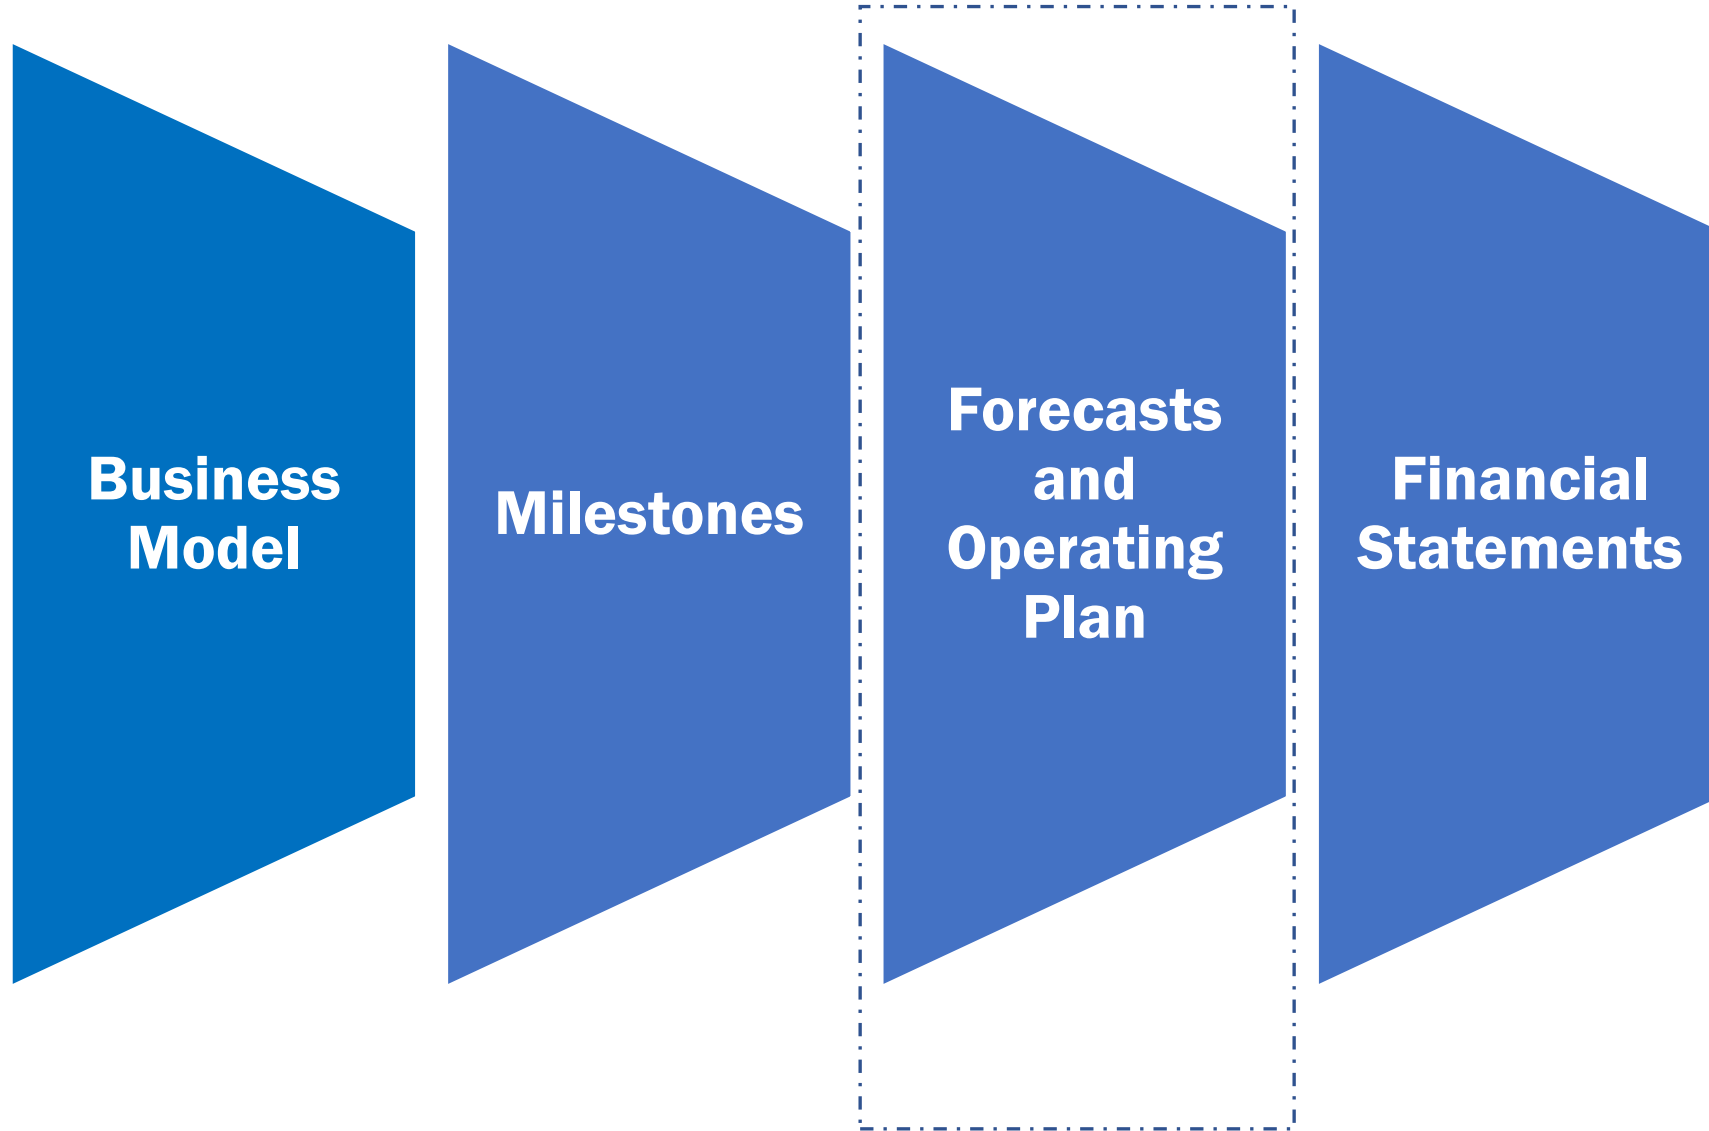 Business
Model
Milestones
Forecasts
and
Operating
Plan
Financial
Statements